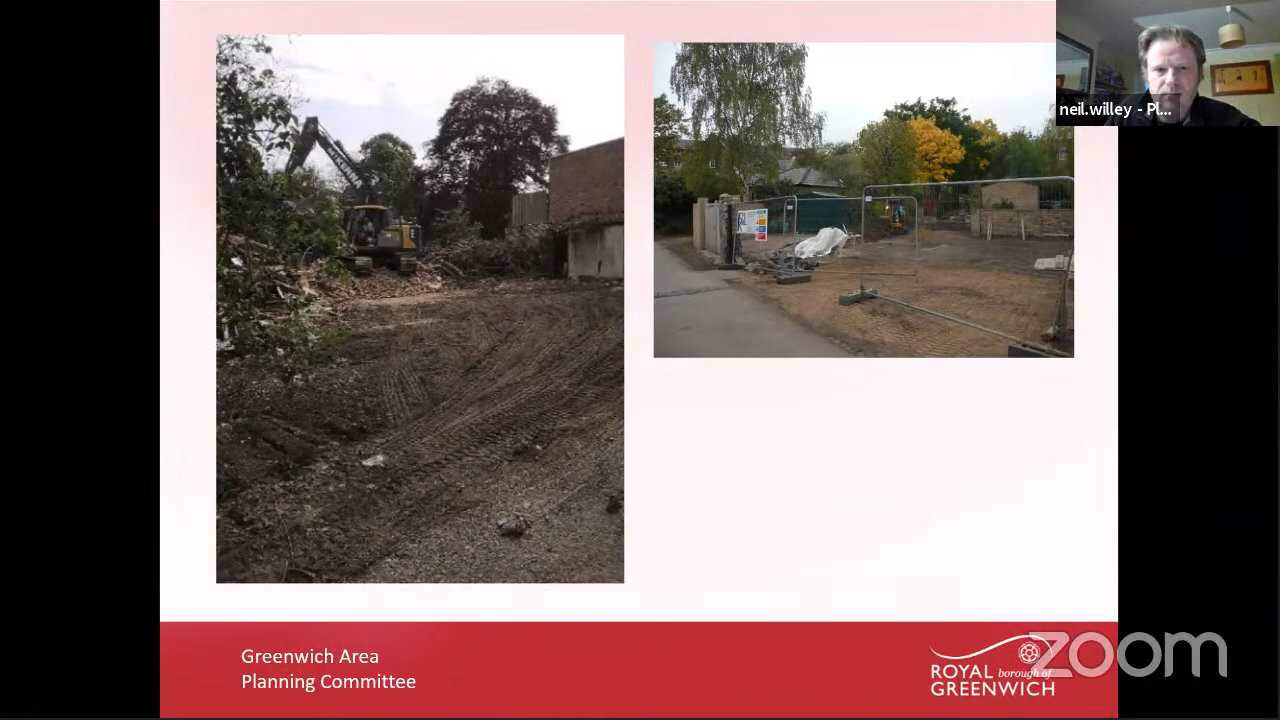 neil.willey - Pl...
Greenwich Area
Planning Committee
ROYAL borough of
GREENWICH
zoom